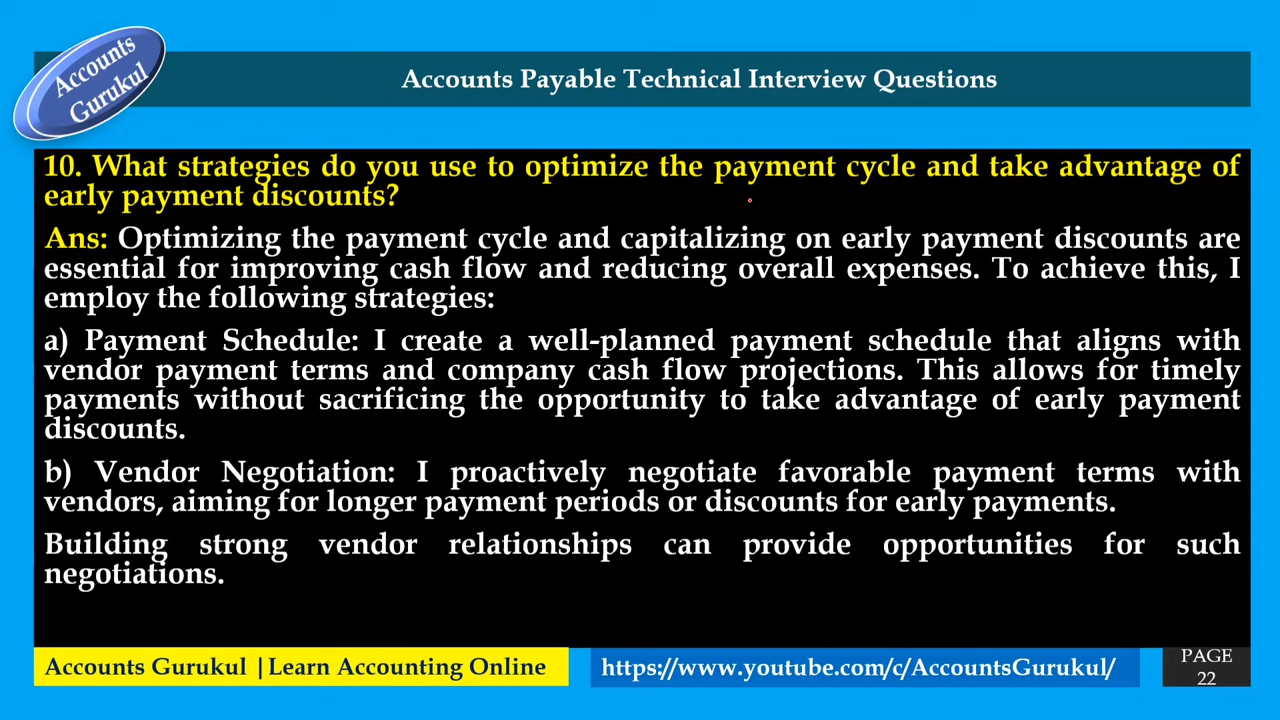 Accounts
Gurukul
Accounts Payable Technical Interview Questions
10. What strategies do you use to optimize the payment cycle and take advantage of
early payment discounts?
Ans: Optimizing the payment cycle and capitalizing on early payment discounts are
essential for improving cash flow and reducing overall expenses. To achieve this, I
employ the following strategies:
a) Payment Schedule: I create a well-planned payment schedule that aligns with
vendor payment terms and company cash flow projections. This allows for timely
payments without sacrificing the opportunity to take advantage of early payment
discounts.
b) Vendor Negotiation: I proactively negotiate favorable payment terms with
vendors, aiming for longer payment periods or discounts for early payments.
Building strong vendor relationships can provide opportunities for such
negotiations.
Accounts Gurukul |Learn Accounting Online
https://www.youtube.com/c/AccountsGurukul/
PAGE
22